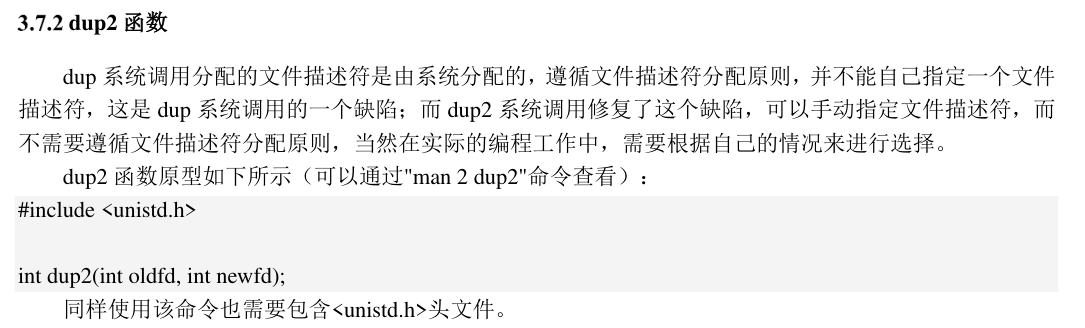 3.7.2 dup2 函数
dup 系统调用分配的文件描述符是由系统分配的，遵循文件描述符分配原则，并不能自己指定一个文件
描述符，这是 dup 系统调用的一个缺陷；而 dup2 系统调用修复了这个缺陷，可以手动指定文件描述符，而
不需要遵循文件描述符分配原则，当然在实际的编程工作中，需要根据自己的情况来进行选择。
dup2 函数原型如下所示（可以通过"man 2 dup2"命令查看）：
#include <unistd.h>
int dup2(int oldfd, int newfd);
同样使用该命令也需要包含<unistd.h>头文件。